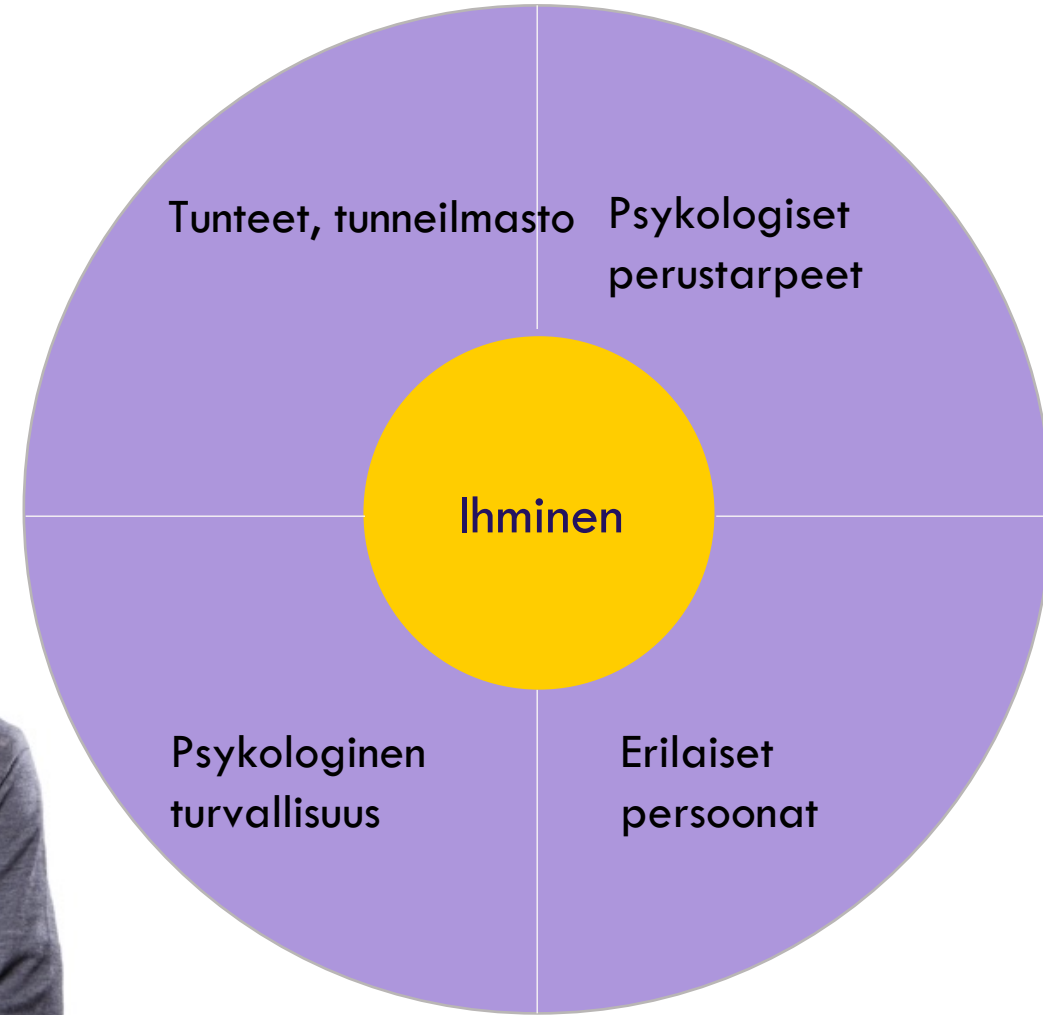 Tunteet, tunneilmasto
Psykologiset
perustarpeet
Ihminen
Psykologinen
turvallisuus
Erilaiset
persoonat